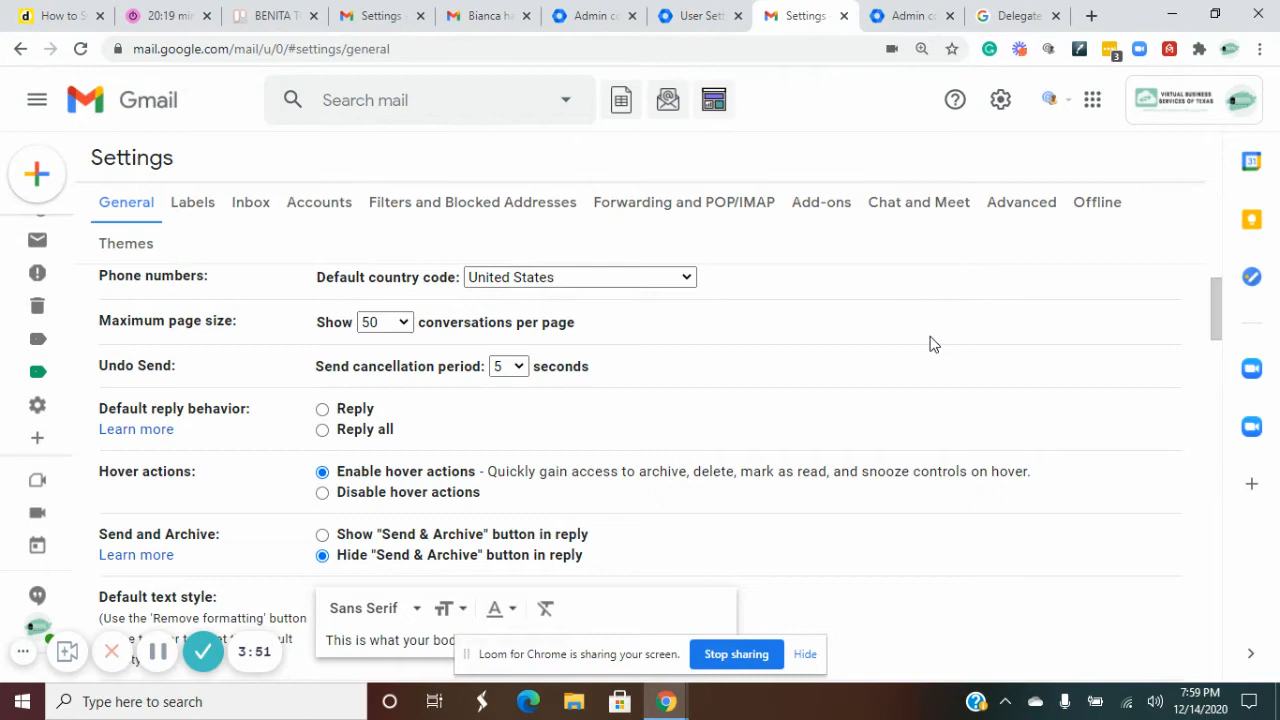 How to S
20:19 mi
BENITA T
Settings
Bianca ha
Admin co
User Sett
Settings
Admin co
Delegate
mail.google.com/mail/u/0/#settings/general
3
Gmail
Search mail
VIRTUAL BUSINESS
SERVICES OF TEXAS
Settings
General
Labels
Inbox
Accounts
Filters and Blocked Addresses
Forwarding and POP/IMAP
Add-ons
Chat and Meet
Advanced
Offline
Themes
Phone numbers:
Default country code: United States
Maximum page size:
Show 50 conversations per page
Undo Send:
Send cancellation period: 5 seconds
Default reply behavior:
Learn more
Reply
Reply all
Hover actions:
Enable hover actions - Quickly gain access to archive, delete, mark as read, and snooze controls on hover.
Disable hover actions
Send and Archive:
Learn more
Show "Send & Archive" button in reply
Hide "Send & Archive" button in reply
Default text style:
(Use the 'Remove formatting' button
Sans Serif
This is what your bod
3:51
Loom for Chrome is sharing your screen.
Stop sharing
Hide
31
Type here to search
7:59 PM
12/14/2020